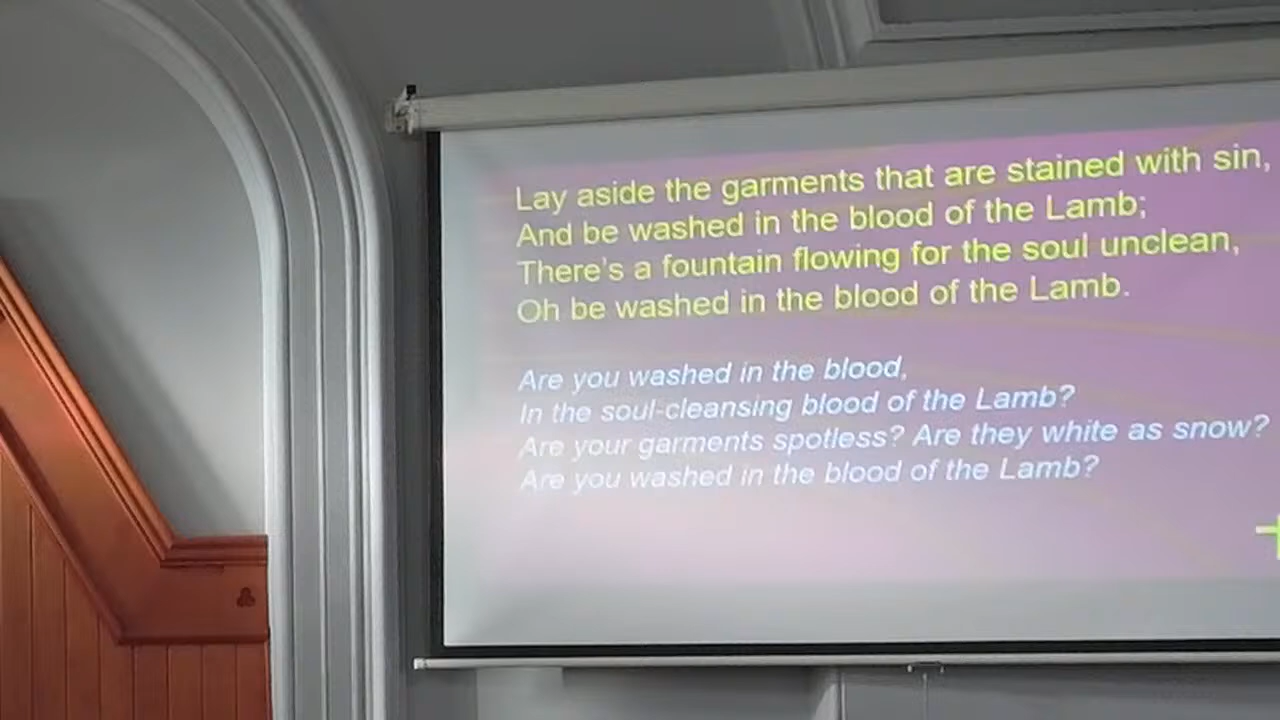 Lay aside the garments that are stained with sin,
And be washed in the blood of the Lamb;
There's a fountain flowing for the soul unclean,
Oh be washed in the blood of the Lamb.
Are you washed in the blood,
In the soul-cleansing blood of the Lamb?
Are your garments spotless? Are they white as snow?
Are you washed in the blood of the Lamb?